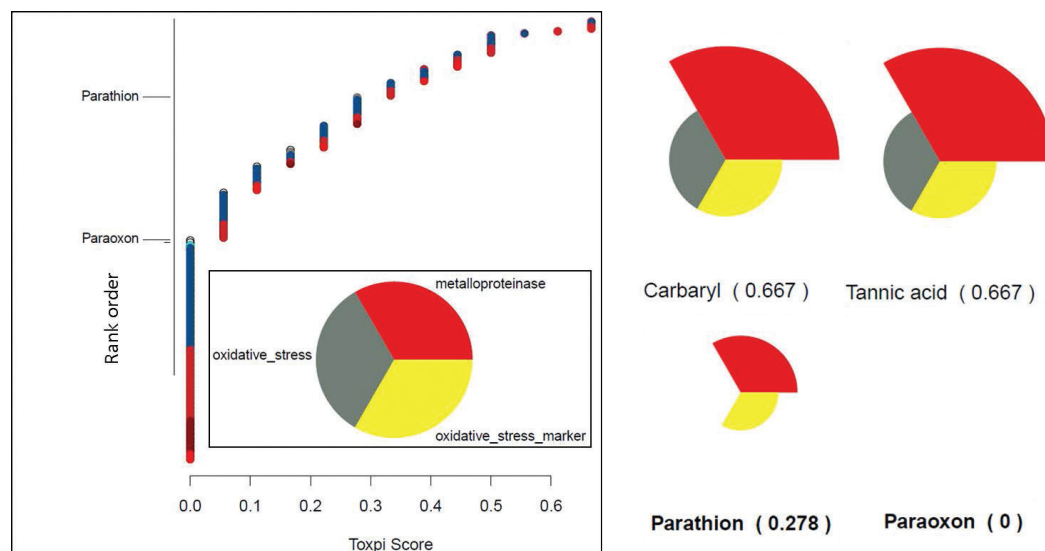 Parathion
Paraoxon
Rank order
metalloproteinase
oxidative_stress
oxidative_stress_marker
0.0 0.1 0.2 0.3 0.4 0.5 0.6
Toxpi Score
Carbaryl ( 0.667) Tannic acid ( 0.667)
Parathion ( 0.278) Paraoxon ( 0)